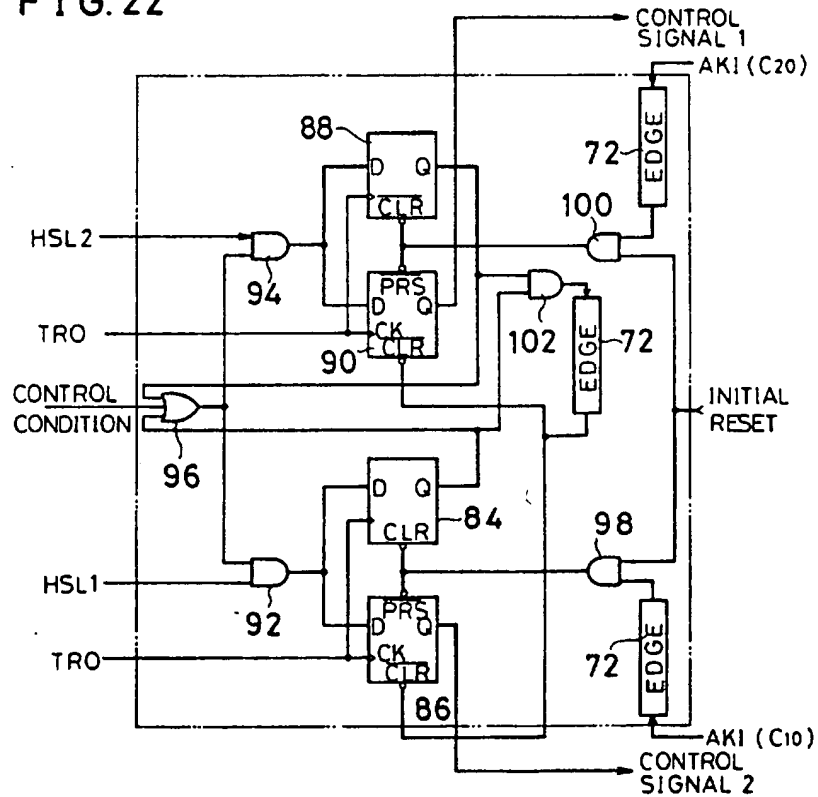 FIG. 22
CONTROL
SIGNAL 1
AKI (C20)
88
D Q
CLR
72
EDGE
100
HSL2
94
PRS
D Q
CK
CLR
90
TRO
102
EDGE
72
CONTROL
CONDITION
96
INITIAL
RESET
D Q
CLR
84
98
HSL1
92
PRS
D Q
CK
CLR
86
TRO
72
EDGE
AKI (C10)
CONTROL
SIGNAL 2